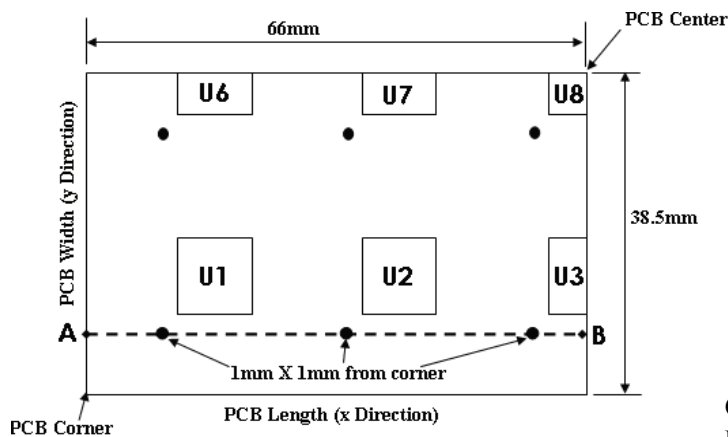 PCB Center
66mm
U6
U7
U8
PCB Width (y Direction)
38.5mm
U1
U2
U3
A
B
1mm X 1mm from corner
PCB Length (x Direction)
PCB Corner